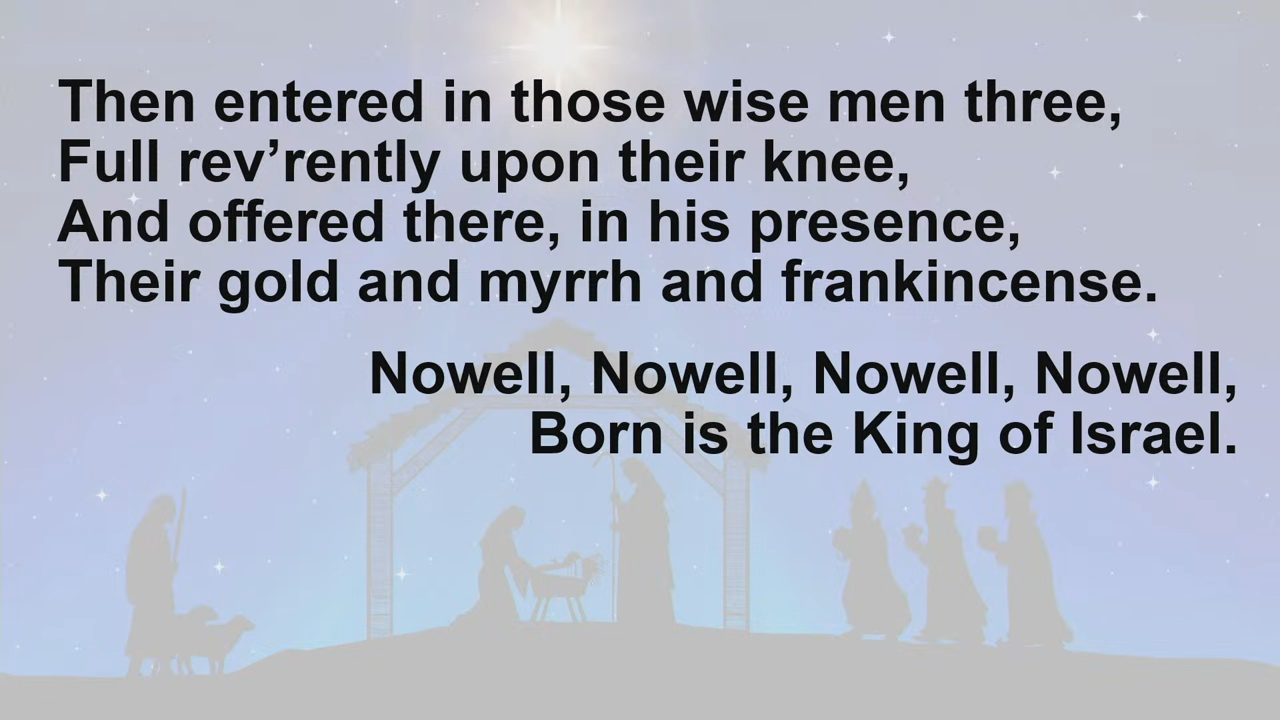 Then entered in those wise men three,
Full rev’rently upon their knee,
And offered there, in his presence,
Their gold and myrrh and frankincense.
Nowell, Nowell, Nowell, Nowell,
Born is the King of Israel.